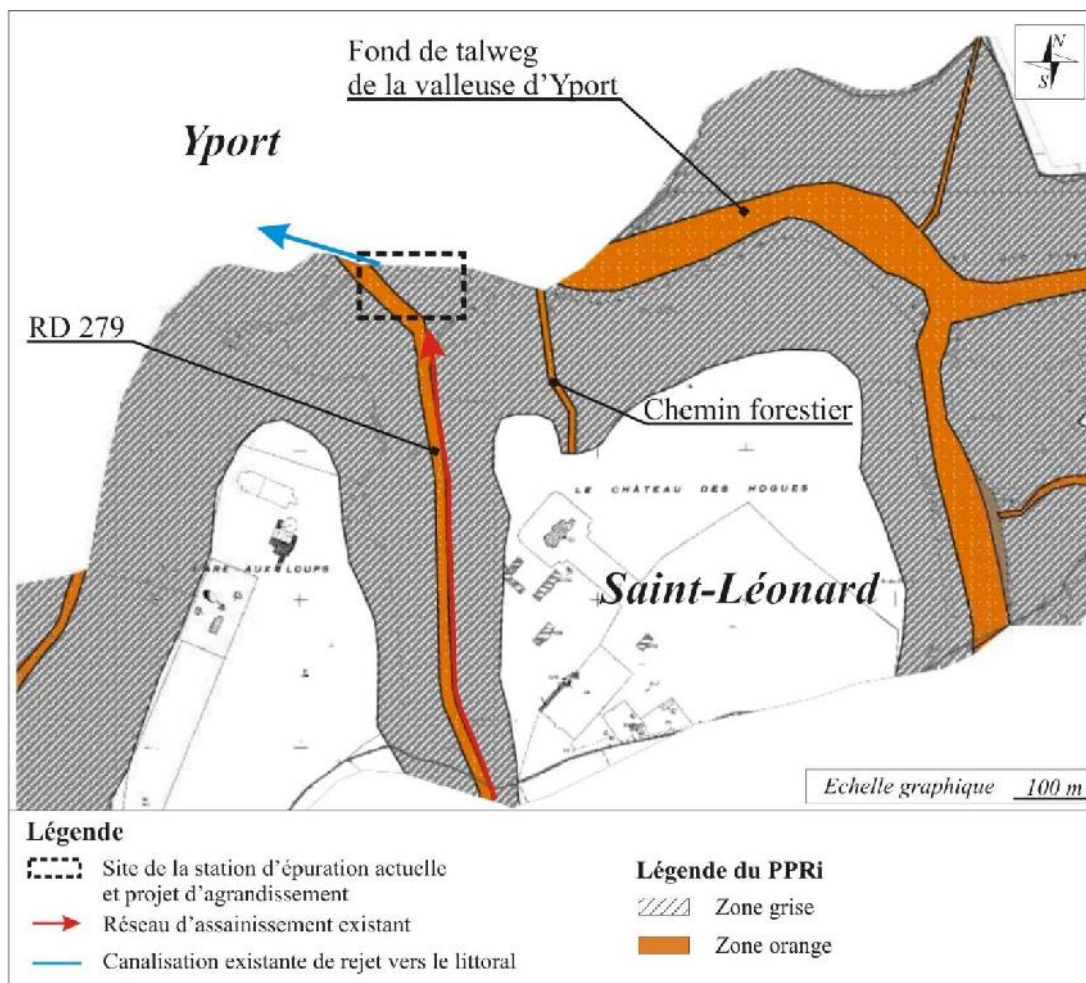 Fond de talweg
de la valleuse d'Yport
N
S
Yport
RD 279
Chemin forestier
LE CHÂTEAU DES HOGUES
Saint-Léonard
Echelle graphique 100 m
Légende
Site de la station d'épuration actuelle
et projet d'agrandissement
Réseau d'assainissement existant
Canalisation existante de rejet vers le littoral
Légende du PPRi
Zone grise
Zone orange